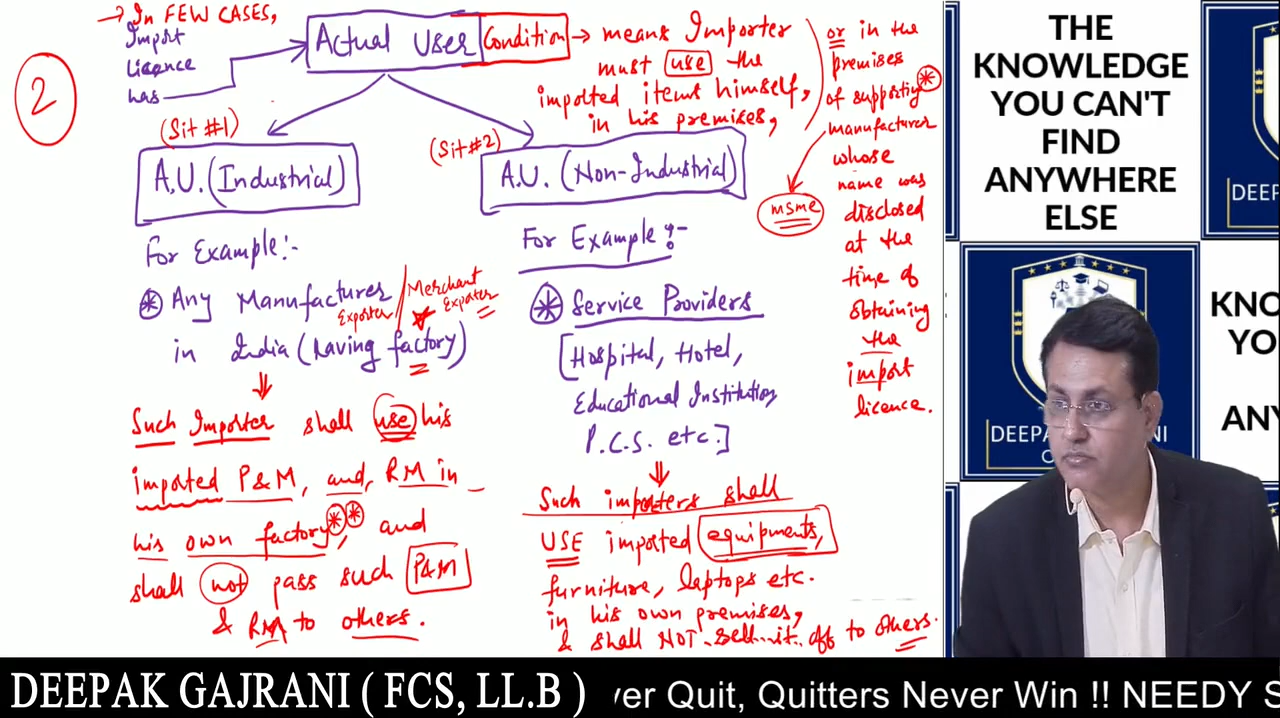 → In FEW CASES,
Import
Licence
has
2
Actual User Condition → means Importer
must use the
imported items himself,
in his premises,
or in the
premises
of supporting *
manufacturer
whose
name was
disclosed
at the
time of
obtaining
the
import
licence.
msme
(Sit #1)
A.U. (Industrial)
For Example:-
* Any Manufacturer
Exporter / Merchant
Exporter
in India (having factory)
Such Importer shall use his
imported P&M, and, RM in
his own factory**, and
shall not pass such P&M
& RM to others.
(Sit #2)
A.U. (Non-Industrial)
For Example:-
* Service Providers
[Hospital, Hotel,
Educational Institution,
P.C.S. etc.]
Such importers shall
USE imported equipments,
furniture, laptops etc.
in his own premises,
& shall NOT sell it off to others.
THE
KNOWLEDGE
YOU CAN'T
FIND
ANYWHERE
ELSE
DEEP
KNO
YO
ANY
DEEPA NI
C
DEEPAK GAJRANI ( FCS, LL.B )
ver Quit, Quitters Never Win !! NEEDY S